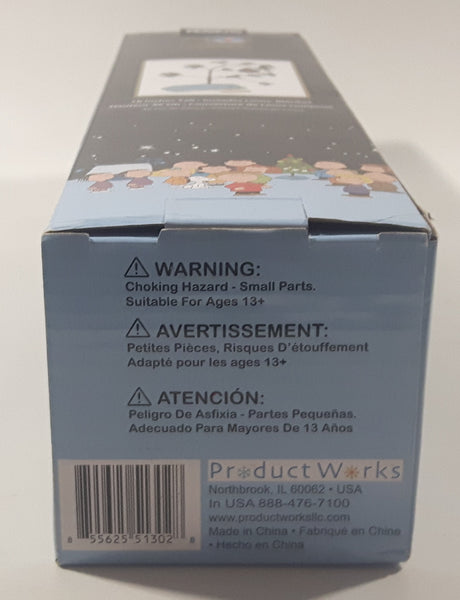 WARNING:
Choking Hazard - Small Parts.
Suitable For Ages 13+
AVERTISSEMENT:
Petites Pièces, Risques D'étouffement
Adapté pour les ages 13+
ATENCIÓN:
Peligro De Asfixia - Partes Pequeñas.
Adecuado Para Mayores De 13 Años
Product Works
Northbrook, IL 60062 • USA
In USA 888-476-7100
www.productworksllc.com
Made in China • Fabriqué en Chine
• Hecho en China
8 55625 51302 8